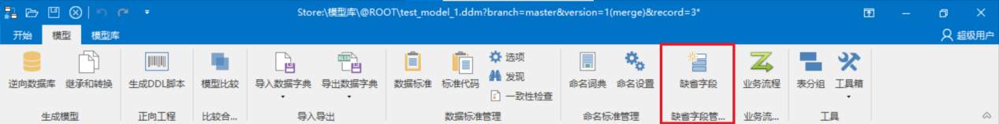 Store:\模型库\@ROOT\test_model_1.ddm?branch=master&version=1(merge)&record=3*
开始 模型 模型库 超级用户
逆向数据库 继承和转换 生成DDL脚本 模型比较 导入数据字典 导出数据字典 数据标准 标准代码 选项 发现 一致性检查 命名词典 命名设置 缺省字段 业务流程 表分组 工具箱
生成模型 正向工程 比较合... 导入导出 数据标准管理 命名标准管理 缺省字段管... 业务流... 工具